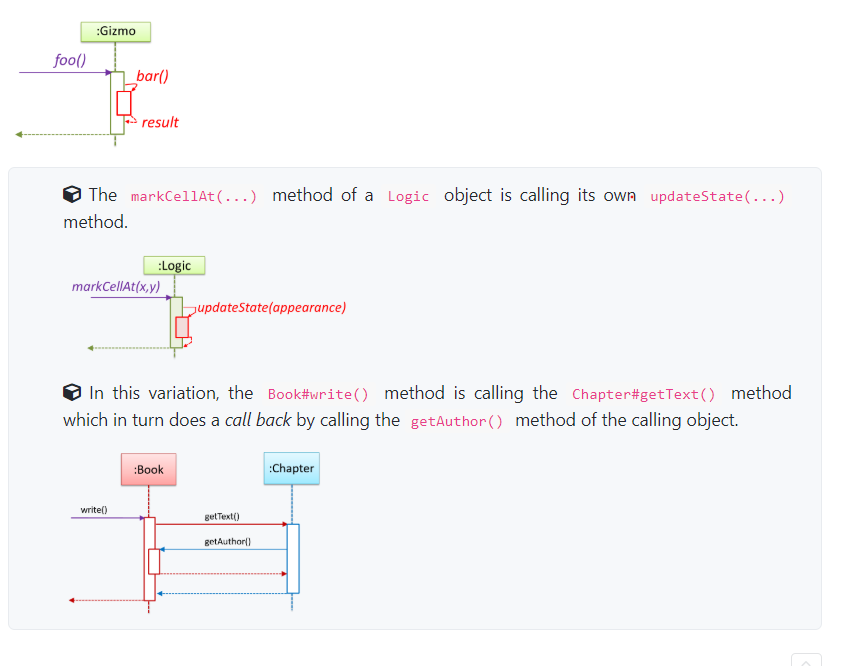 :Gizmo
foo()
bar()
result
The markCellAt(...) method of a Logic object is calling its own updateState(...)
method.
:Logic
markCellAt(x,y)
updateState(appearance)
In this variation, the Book#write() method is calling the Chapter#getText() method
which in turn does a call back by calling the getAuthor() method of the calling object.
:Book
:Chapter
write()
getText()
getAuthor()